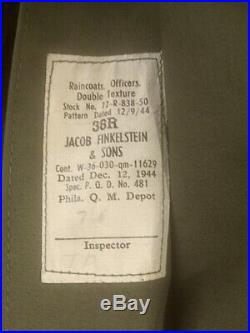 Raincoats, Officers,
Double Texture
Stock No. 77-R-838-50
Pattern Dated 12/9/44
36R
JACOB FINKELSTEIN
& SONS
Cont. W-36-030-qm-11629
Dated Dec. 12, 1944
Spec. P. Q. D. No. 481
Phila. Q. M. Depot
Inspector